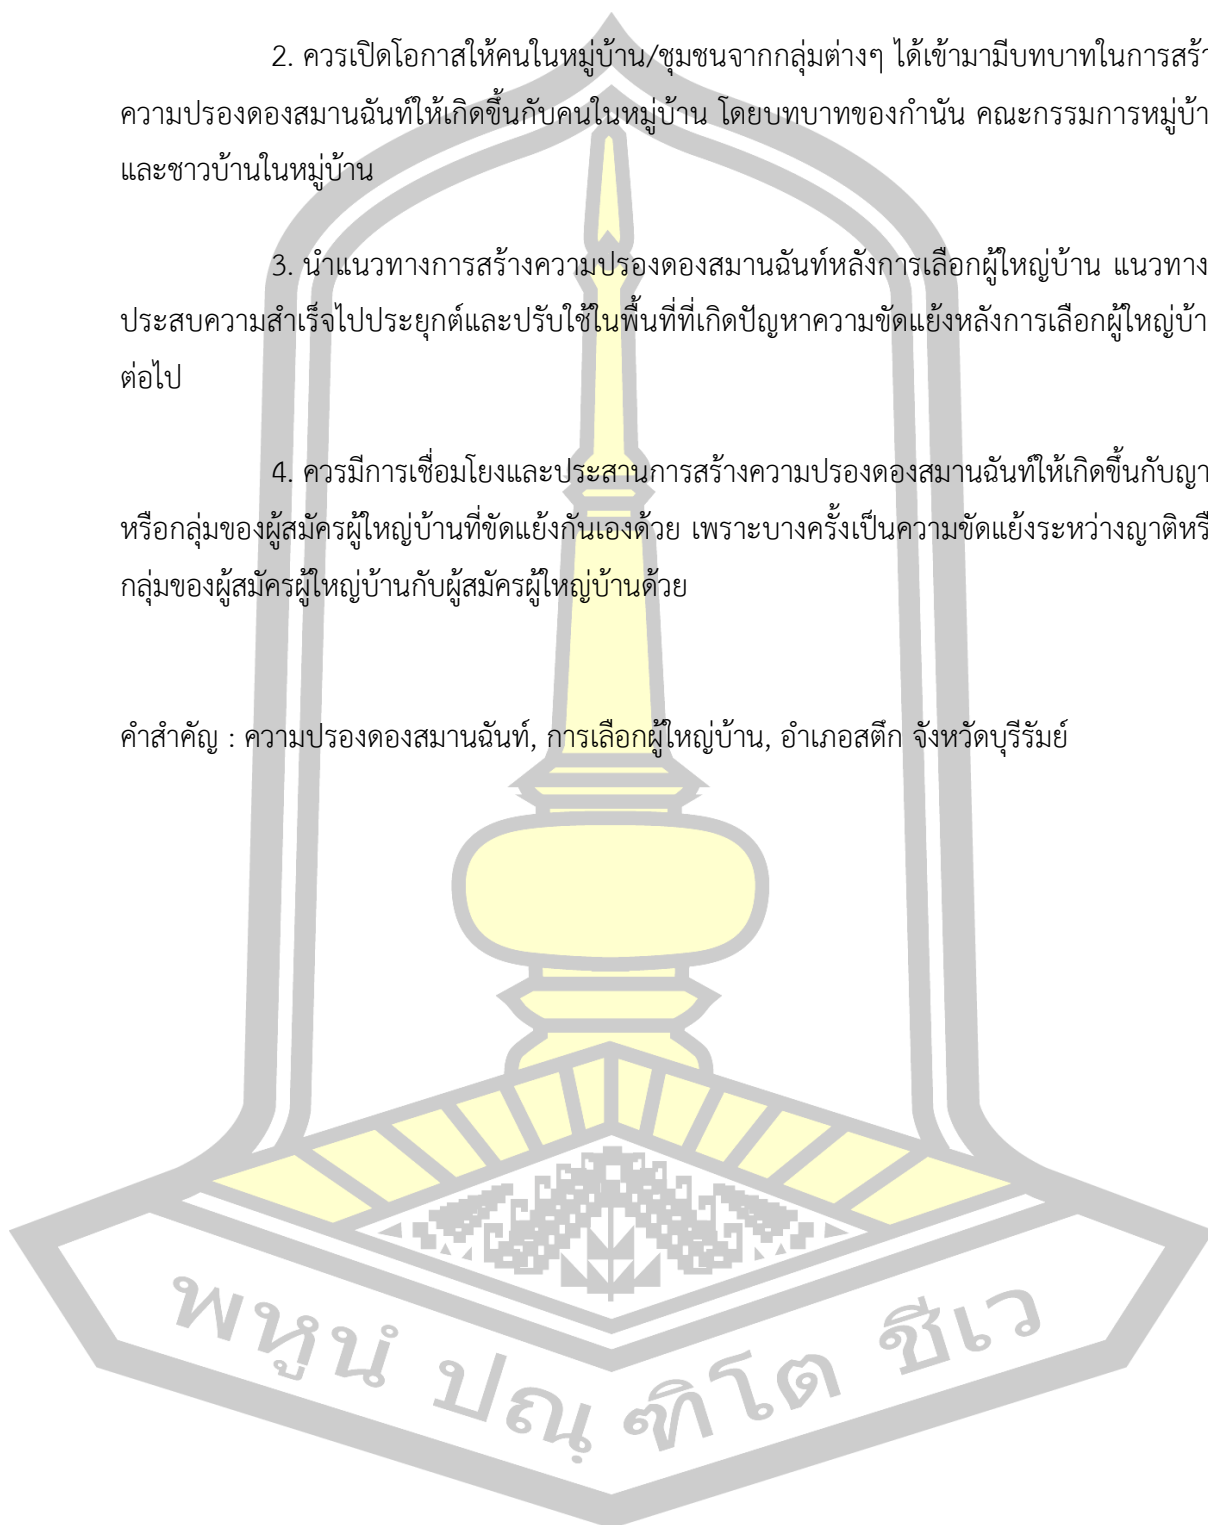 2. ควรเปิดโอกาสให้คนในหมู่บ้าน/ชุมชนจากกลุ่มต่างๆ ได้เข้ามามีบทบาทในการสร้า
ความปรองดองสมานฉันท์ให้เกิดขึ้นกับคนในหมู่บ้าน โดยบทบาทของกำนัน คณะกรรมการหมู่บ้า
และชาวบ้านในหมู่บ้าน
3. นำแนวทางการสร้างความปรองดองสมานฉันท์หลังการเลือกผู้ใหญ่บ้าน แนวทาง
ประสบความสำเร็จไปประยุกต์และปรับใช้ในพื้นที่ที่เกิดปัญหาความขัดแย้งหลังการเลือกผู้ใหญ่บ้า
ต่อไป
4. ควรมีการเชื่อมโยงและประสานการสร้างความปรองดองสมานฉันท์ให้เกิดขึ้นกับญา
หรือกลุ่มของผู้สมัครผู้ใหญ่บ้านที่ขัดแย้งกันเองด้วย เพราะบางครั้งเป็นความขัดแย้งระหว่างญาติหรื
กลุ่มของผู้สมัครผู้ใหญ่บ้านกับผู้สมัครผู้ใหญ่บ้านด้วย
คำสำคัญ : ความปรองดองสมานฉันท์, การเลือกผู้ใหญ่บ้าน, อำเภอสตึก จังหวัดบุรีรัมย์
พหูนํ ปณฺ ฑิโต ชีเว